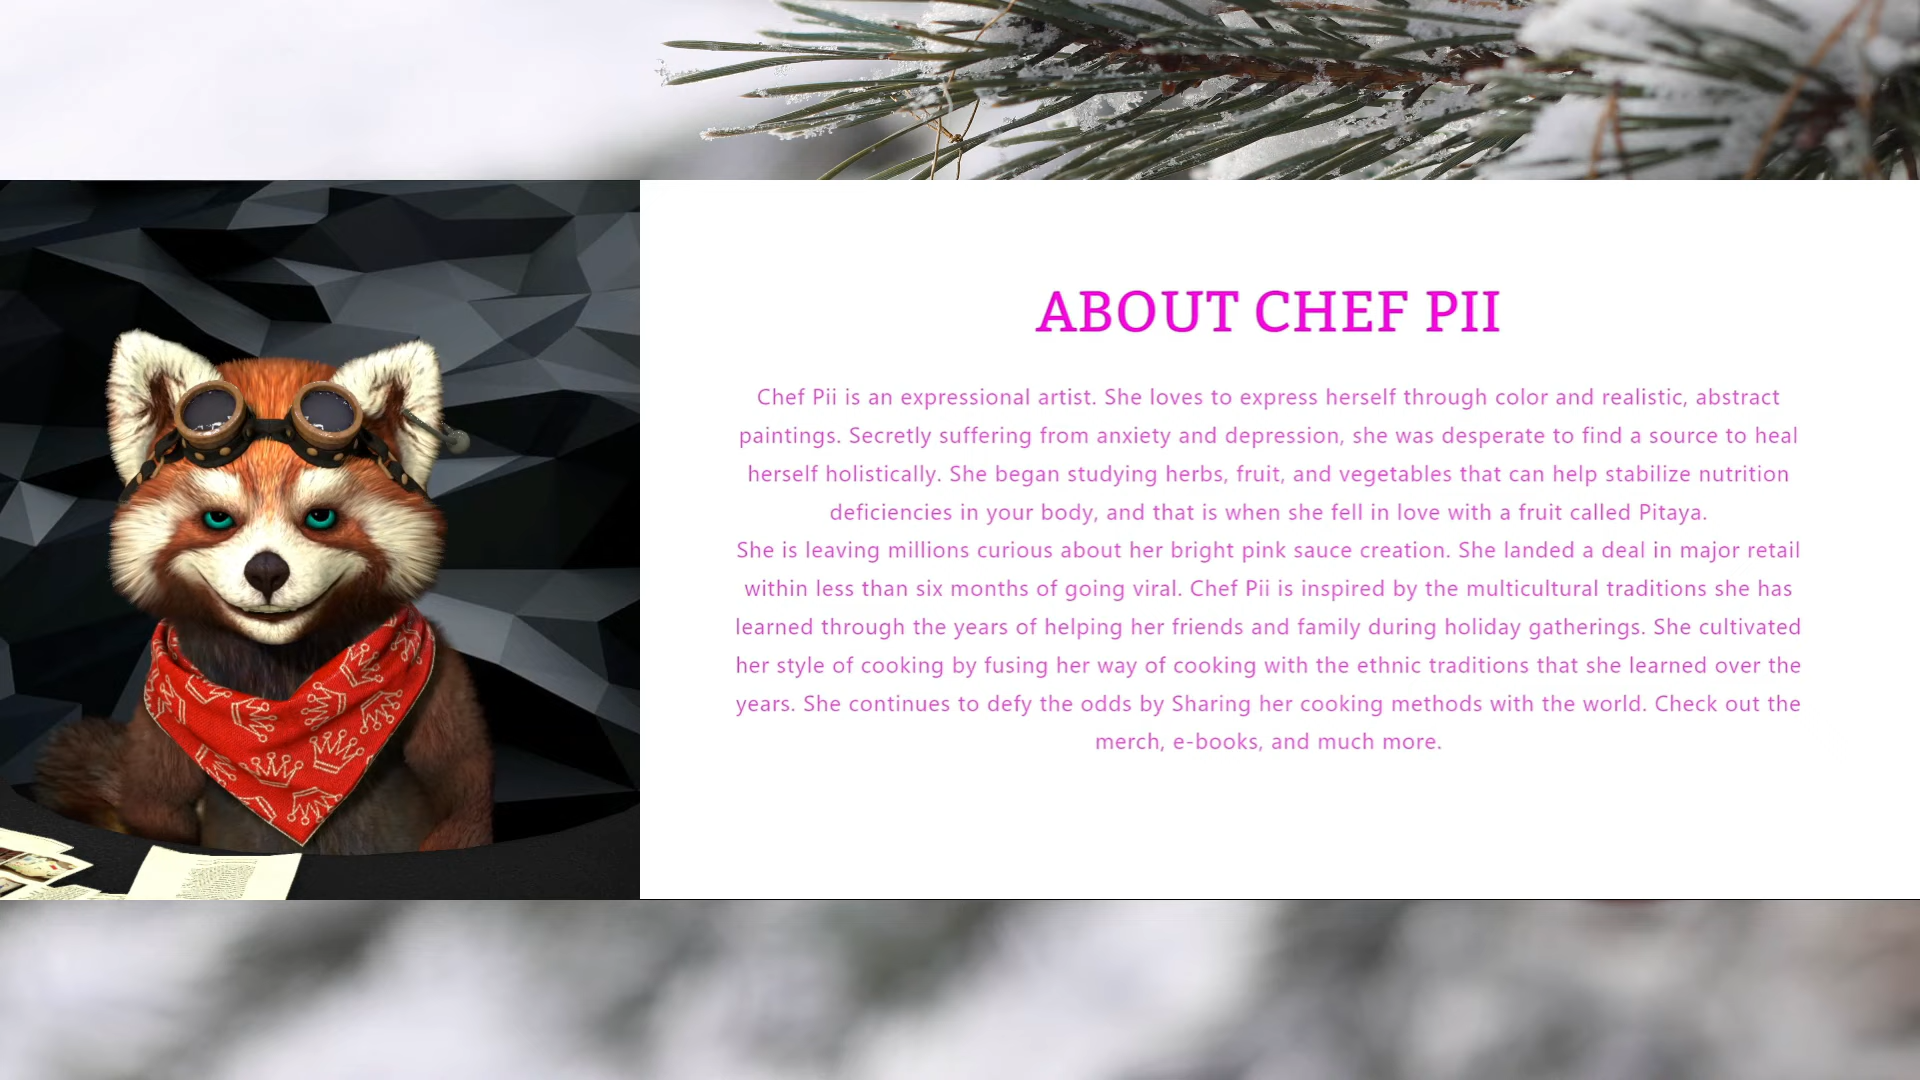 ABOUT CHEF PII
Chef Pii is an expressional artist. She loves to express herself through color and realistic, abstract
paintings. Secretly suffering from anxiety and depression, she was desperate to find a source to heal
herself holistically. She began studying herbs, fruit, and vegetables that can help stabilize nutrition
deficiencies in your body, and that is when she fell in love with a fruit called Pitaya.
She is leaving millions curious about her bright pink sauce creation. She landed a deal in major retail
within less than six months of going viral. Chef Pii is inspired by the multicultural traditions she has
learned through the years of helping her friends and family during holiday gatherings. She cultivated
her style of cooking by fusing her way of cooking with the ethnic traditions that she learned over the
years. She continues to defy the odds by Sharing her cooking methods with the world. Check out the
merch, e-books, and much more.